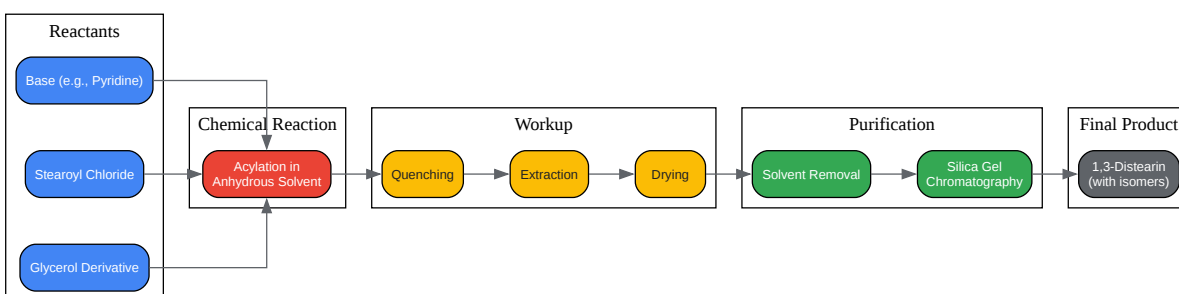 Reactants
Base (e.g., Pyridine)
Stearoyl Chloride
Glycerol Derivative
Chemical Reaction
Acylation in
Anhydrous Solvent
Workup
Quenching
Extraction
Drying
Purification
Solvent Removal
Silica Gel
Chromatography
Final Product
1,3-Distearin
(with isomers)